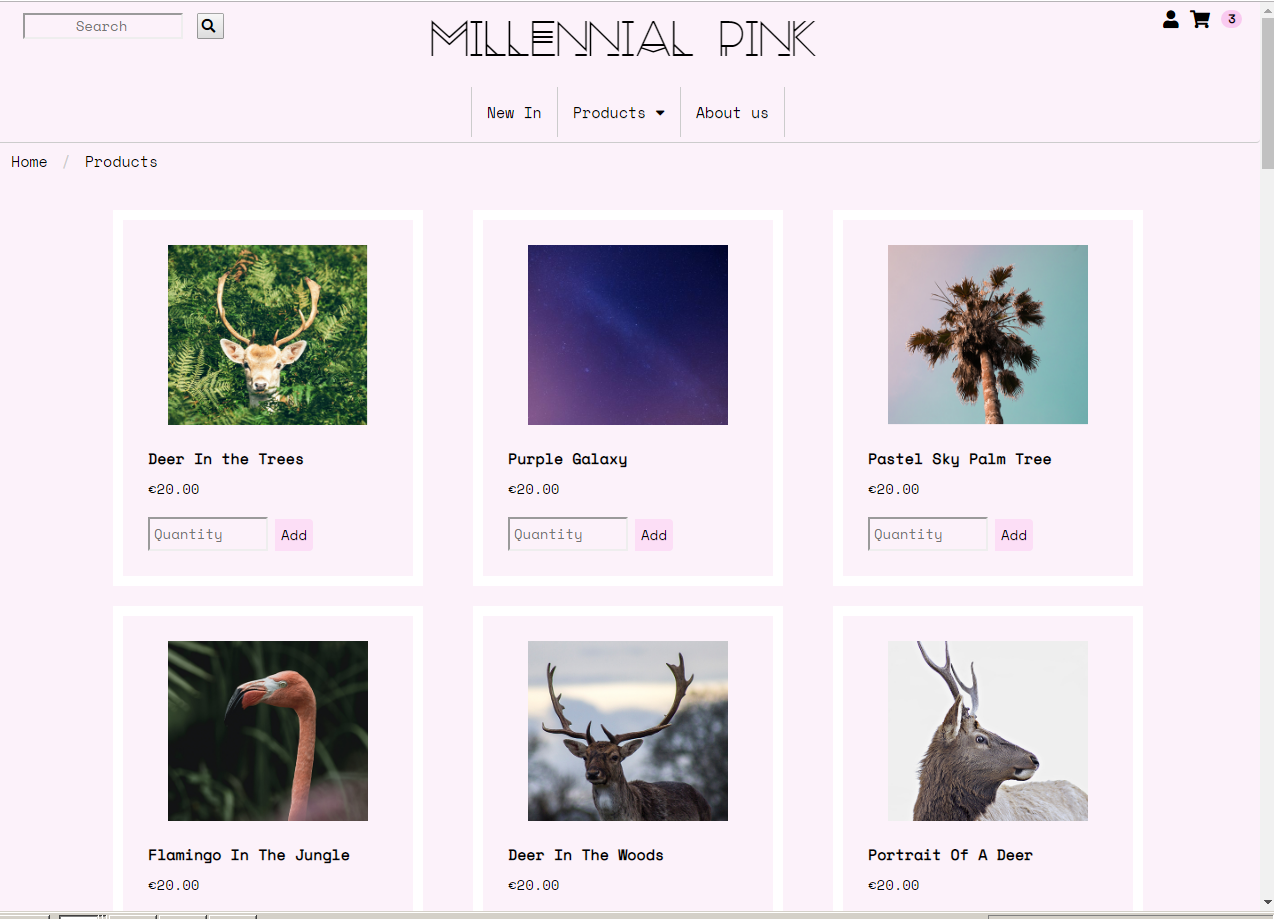 Search
MILLENNIAL PINK
3
New In
Products
About us
Home / Products
Deer In the Trees
€20.00
Quantity
Add
Purple Galaxy
€20.00
Quantity
Add
Pastel Sky Palm Tree
€20.00
Quantity
Add
Flamingo In The Jungle
€20.00
Deer In The Woods
€20.00
Portrait Of A Deer
€20.00